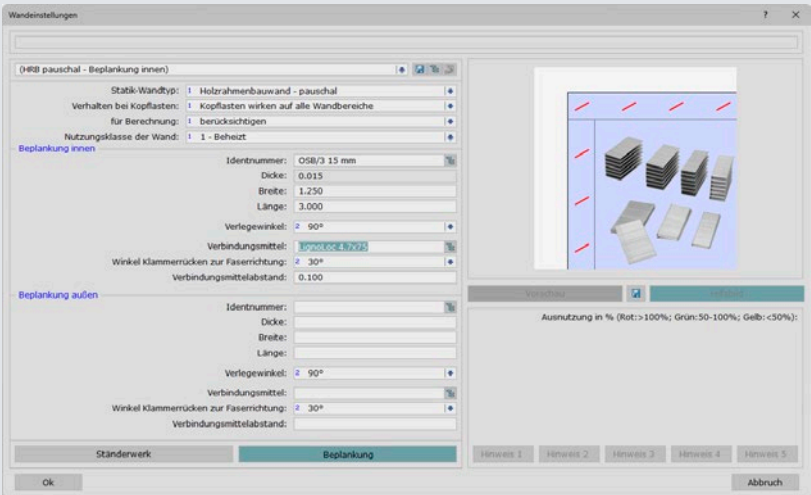 Wandeinstellungen ? ×
(HRB pauschal - Beplankung innen)
Statik-Wandtyp: 1 Holzrahmenbauwand - pauschal
Verhalten bei Kopflasten: 1 Kopflasten wirken auf alle Wandbereiche
für Berechnung: 1 berücksichtigen
Nutzungsklasse der Wand: 1 1 - Beheizt
Beplankung innen
Identnummer: OSB/3 15 mm
Dicke: 0.015
Breite: 1.250
Länge: 3.000
Verlegewinkel: 2 90°
Verbindungsmittel: LignoLoc 4.7x75
Winkel Klammerrücken zur Faserrichtung: 2 30°
Verbindungsmittelabstand: 0.100
Beplankung außen
Identnummer:
Dicke:
Breite:
Länge:
Verlegewinkel: 2 90°
Verbindungsmittel:
Winkel Klammerrücken zur Faserrichtung: 2 30°
Verbindungsmittelabstand:
Ständerwerk Beplankung
Vorschau Hilfsbild
Ausnutzung in % (Rot:>100%; Grün:50-100%; Gelb:<50%):
Hinweis 1 Hinweis 2 Hinweis 3 Hinweis 4 Hinweis 5
Ok Abbruch